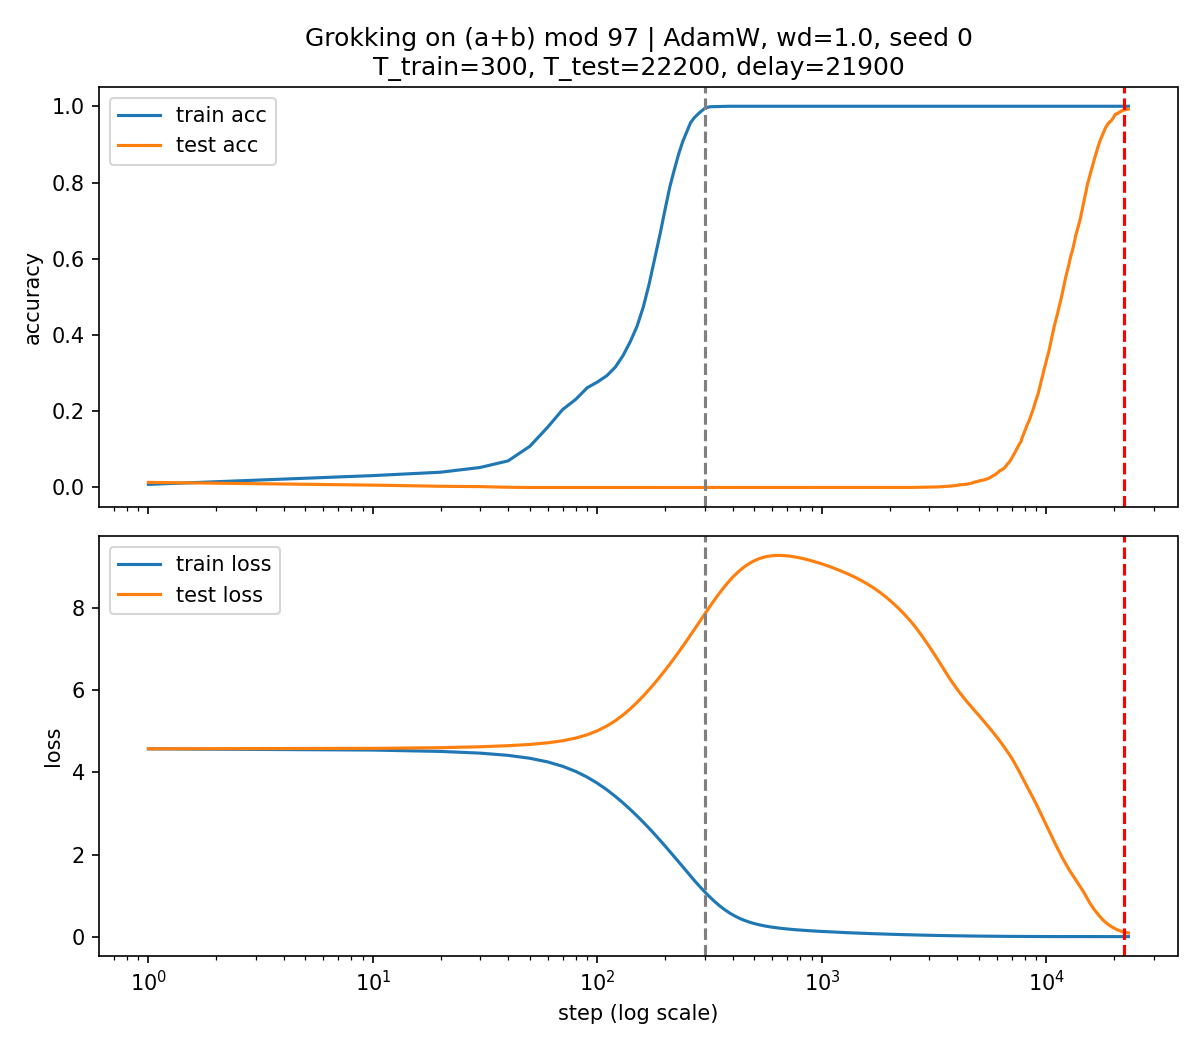 Grokking on (a+b) mod 97 | AdamW, wd=1.0, seed 0
T_train=300, T_test=22200, delay=21900
train acc
test acc
1.0
0.8
0.6
0.4
0.2
0.0
accuracy
train loss
test loss
8
6
4
2
0
loss
10⁰ 10¹ 10² 10³ 10⁴
step (log scale)